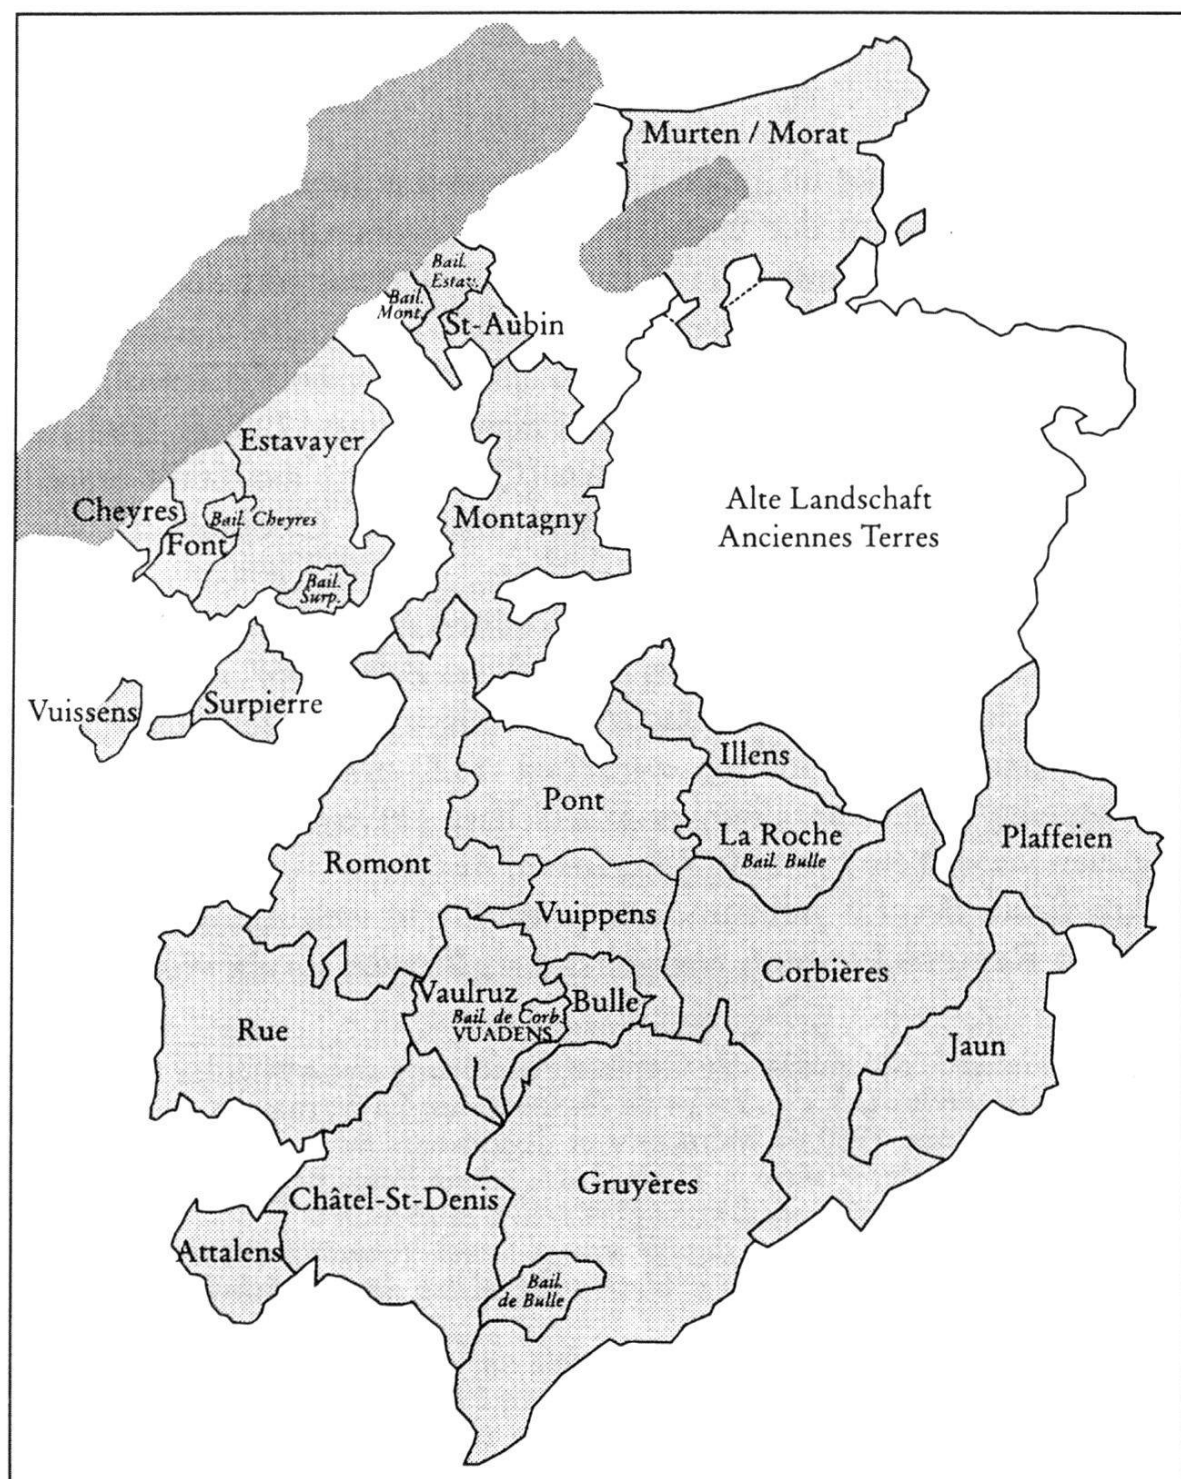 Murten / Morat
Bail.
Estav.
Bail.
Mont.
St-Aubin
Estavayer
Cheyres
Bail. Cheyres
Font
Montagny
Alte Landschaft
Anciennes Terres
Bail.
Surp.
Vuissens
Surpierre
Illens
Pont
La Roche
Bail. Bulle
Plaffeien
Romont
Vuippens
Corbières
Vaulruz
Bail. de Corb.
VUADENS
Bulle
Rue
Jaun
Gruyères
Châtel-St-Denis
Attalens
Bail.
de Bulle